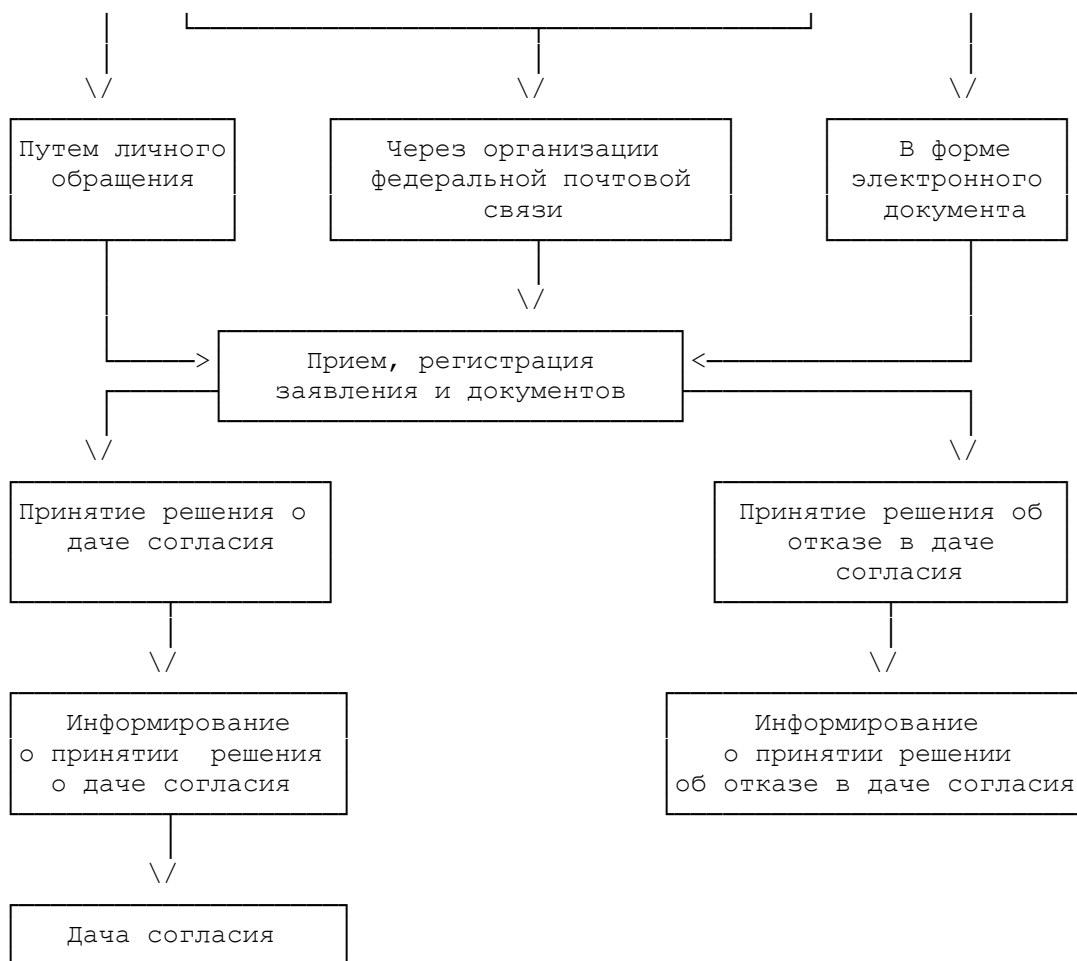 Путем личного
обращения
Через организации
федеральной почтовой
связи
В форме
электронного
документа
Прием, регистрация
заявления и документов
Принятие решения о
даче согласия
Принятие решения об
отказе в даче
согласия
Информирование
о принятии решения
о даче согласия
Информирование
о принятии решении
об отказе в даче согласия
Дача согласия